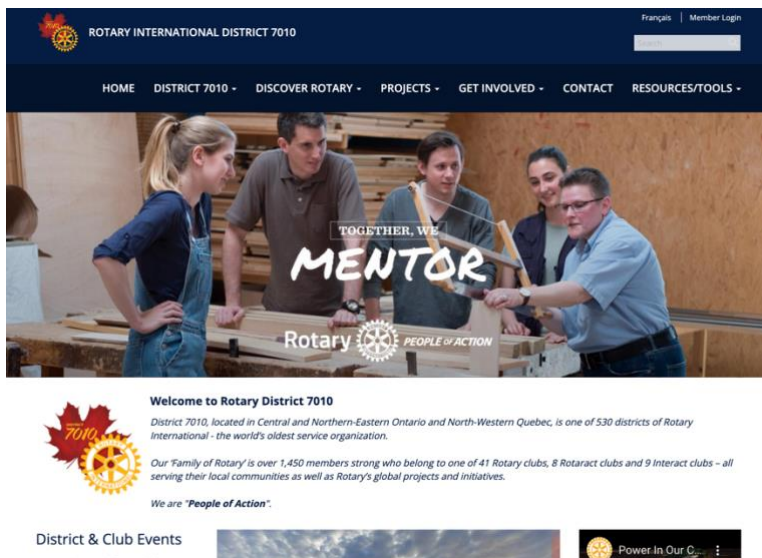 Français | Member Login
7010
ROTARY INTERNATIONAL DISTRICT 7010
Search
HOME DISTRICT 7010 DISCOVER ROTARY PROJECTS GET INVOLVED CONTACT RESOURCES/TOOLS
TOGETHER, WE
MENTOR
Rotary PEOPLE OF ACTION
Welcome to Rotary District 7010
District 7010, located in Central and Northern-Eastern Ontario and North-Western Quebec, is one of 530 districts of Rotary
International - the world's oldest service organization.
7010
Our 'Family of Rotary' is over 1,450 members strong who belong to one of 41 Rotary clubs, 8 Rotaract clubs and 9 Interact clubs – all
serving their local communities as well as Rotary's global projects and initiatives.
We are "People of Action".
District & Club Events
Power In Our C...